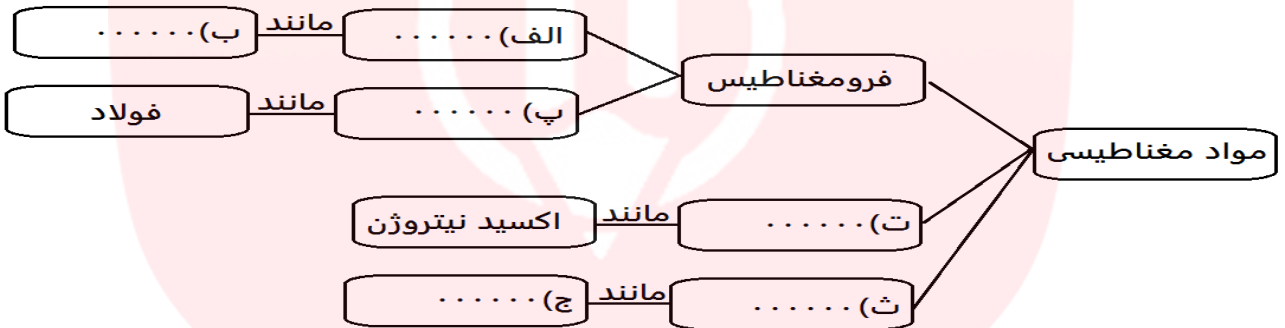 مواد مغناطیسی
فرومغناطیس
الف)······ مانند ب)······
پ)······ مانند فولاد
ت)······ مانند اکسید نیتروژن
ث)······ مانند ج)······